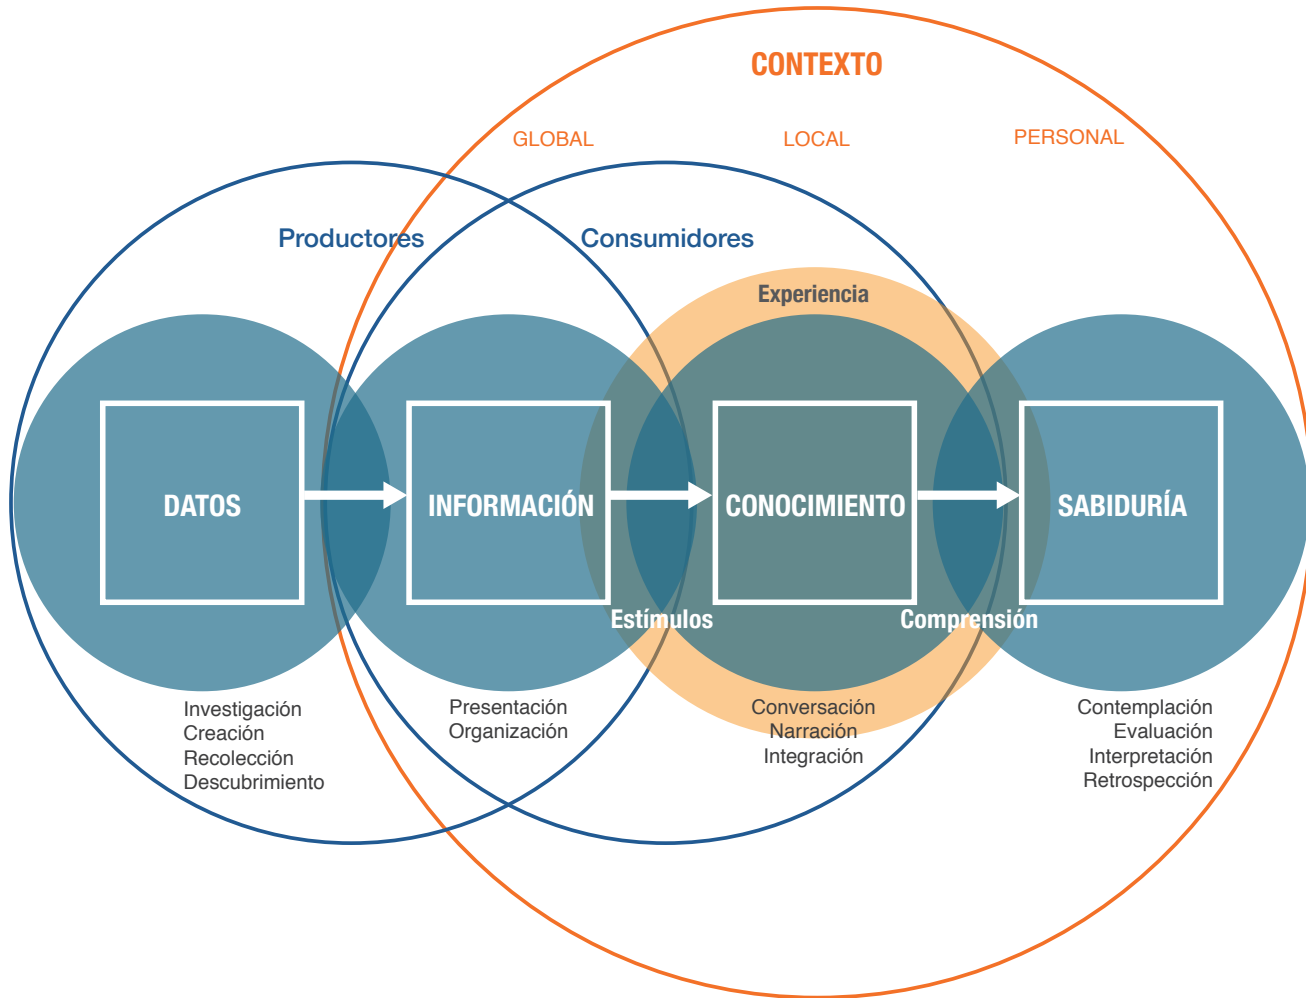 CONTEXTO
GLOBAL LOCAL PERSONAL
Productores Consumidores
Experiencia
DATOS INFORMACIÓN CONOCIMIENTO SABIDURÍA
Estímulos Comprensión
Investigación
Creación
Recolección
Descubrimiento
Presentación
Organización
Conversación
Narración
Integración
Contemplación
Evaluación
Interpretación
Retrospección